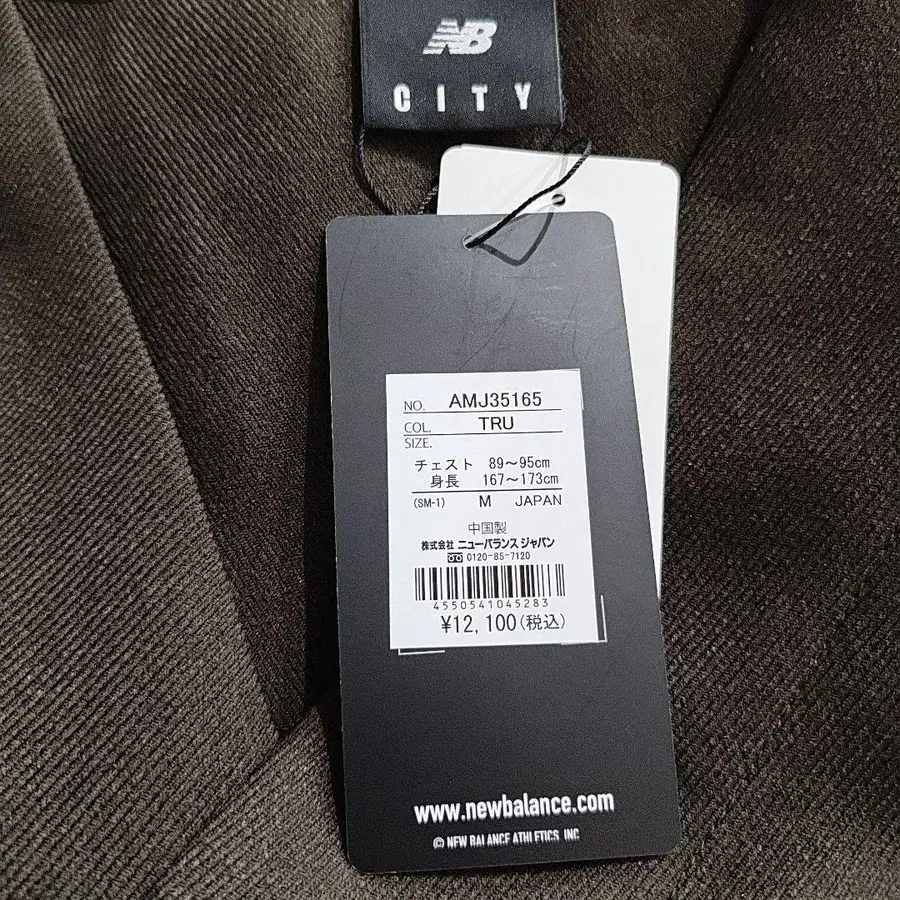 NB
CITY
NO. AMJ35165
COL. TRU
SIZE.
チェスト 89～95cm
身長 167～173cm
(SM-1) M JAPAN
中国製
株式会社 ニューバランス ジャパン
0120-85-7120
4550541045283
¥12,100(税込)
www.newbalance.com
© NEW BALANCE ATHLETICS, INC.